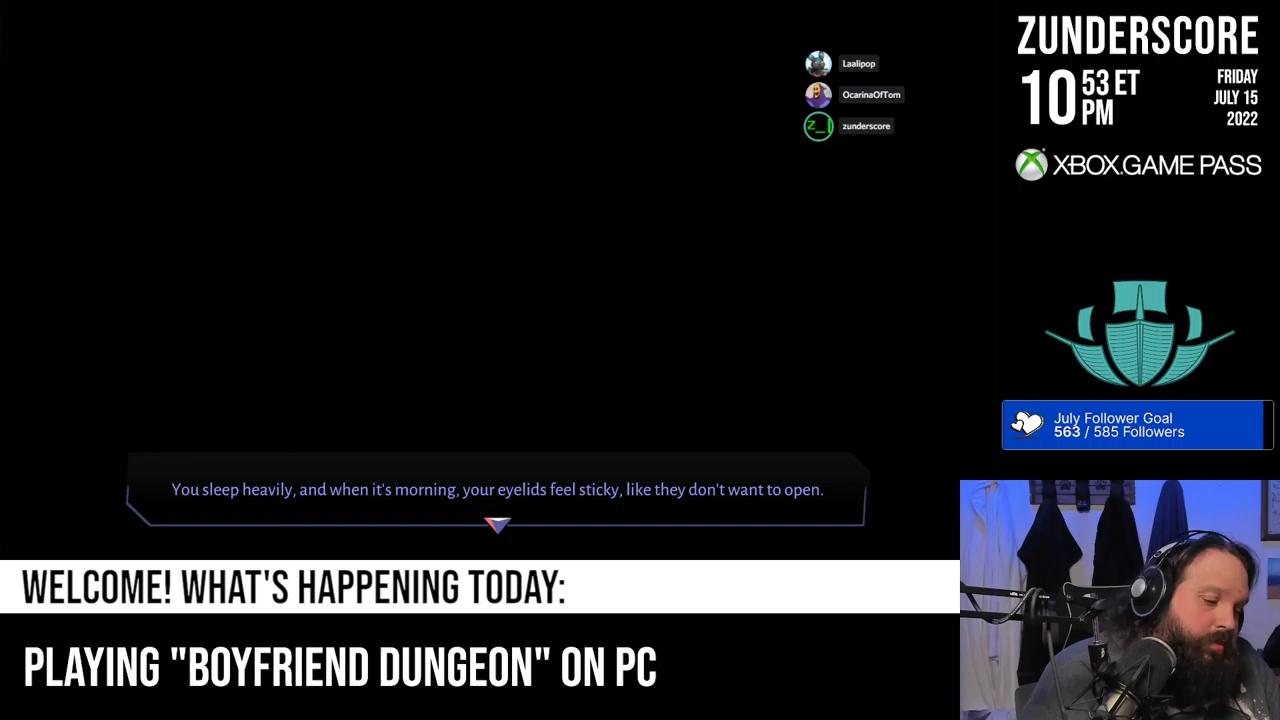 Laalipop
OcarinaOfTom
z_|
zunderscore
ZUNDERSCORE
10 53 ET PM
FRIDAY
JULY 15
2022
XBOX GAME PASS
July Follower Goal
563 / 585 Followers
You sleep heavily, and when it's morning, your eyelids feel sticky, like they don't want to open.
WELCOME! WHAT'S HAPPENING TODAY:
PLAYING "BOYFRIEND DUNGEON" ON PC